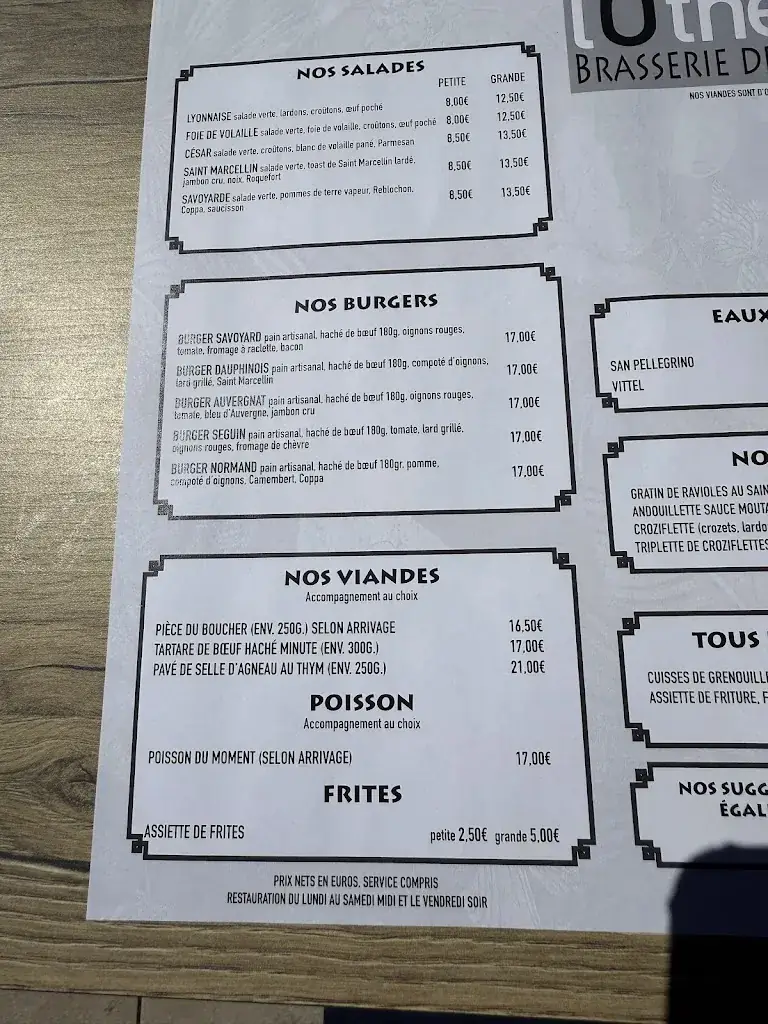 l'Othe
BRASSERIE DE
NOS VIANDES SONT D'O
NOS SALADES
PETITE GRANDE
LYONNAISE salade verte, lardons, croûtons, œuf poché 8,00€ 12,50€
FOIE DE VOLAILLE salade verte, foie de volaille, croûtons, œuf poché 8,00€ 12,50€
CÉSAR salade verte, croûtons, blanc de volaille pané, Parmesan 8,50€ 13,50€
SAINT MARCELLIN salade verte, toast de Saint Marcellin lardé,
jambon cru, noix, Roquefort 8,50€ 13,50€
SAVOYARDE salade verte, pommes de terre vapeur, Reblochon,
Coppa, saucisson 8,50€ 13,50€
NOS BURGERS
BURGER SAVOYARD pain artisanal, haché de bœuf 180g, oignons rouges,
tomate, fromage à raclette, bacon 17,00€
BURGER DAUPHINOIS pain artisanal, haché de bœuf 180g, compoté d'oignons,
lard grillé, Saint Marcellin 17,00€
BURGER AUVERGNAT pain artisanal, haché de bœuf 180g, oignons rouges,
tomate, bleu d'Auvergne, jambon cru 17,00€
BURGER SEGUIN pain artisanal, haché de bœuf 180g, tomate, lard grillé,
oignons rouges, fromage de chèvre 17,00€
BURGER NORMAND pain artisanal, haché de bœuf 180gr, pomme,
compoté d'oignons, Camembert, Coppa 17,00€
NOS VIANDES
Accompagnement au choix
PIÈCE DU BOUCHER (ENV. 250G.) SELON ARRIVAGE 16,50€
TARTARE DE BŒUF HACHÉ MINUTE (ENV. 300G.) 17,00€
PAVÉ DE SELLE D'AGNEAU AU THYM (ENV. 250G.) 21,00€
POISSON
Accompagnement au choix
POISSON DU MOMENT (SELON ARRIVAGE) 17,00€
FRITES
ASSIETTE DE FRITES petite 2,50€ grande 5,00€
PRIX NETS EN EUROS, SERVICE COMPRIS
RESTAURATION DU LUNDI AU SAMEDI MIDI ET LE VENDREDI SOIR
EAUX
SAN PELLEGRINO
VITTEL
NO
GRATIN DE RAVIOLES AU SAIN
ANDOUILLETTE SAUCE MOUTA
CROZIFLETTE (crozets, lardo
TRIPLETTE DE CROZIFLETTES
TOUS
CUISSES DE GRENOUILLE
ASSIETTE DE FRITURE, F
NOS SUGG
ÉGAL